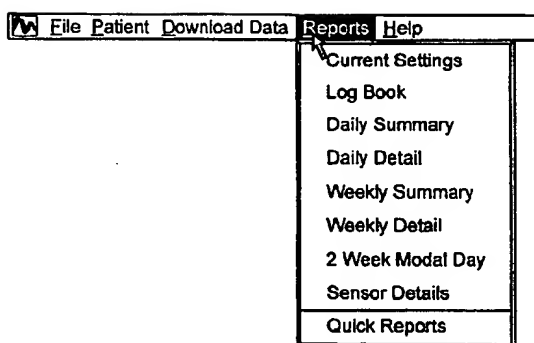 File Patient Download Data Reports Help
Current Settings
Log Book
Daily Summary
Daily Detail
Weekly Summary
Weekly Detail
2 Week Modal Day
Sensor Details
Quick Reports